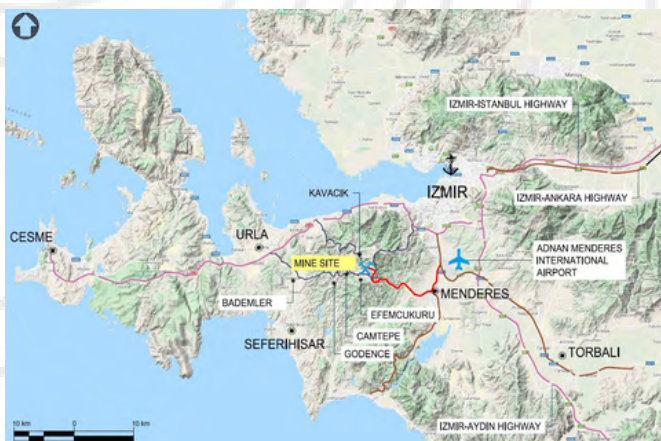 IZMIR-ISTANBUL HIGHWAY
KAVACIK
IZMIR
IZMIR-ANKARA HIGHWAY
CESME
URLA
MINE SITE
ADNAN MENDERES
INTERNATIONAL
AIRPORT
BADEMLER
MENDERES
EFEMCUKURU
SEFERIHISAR
CAMTEPE
GODENCE
TORBALI
IZMIR-AYDIN HIGHWAY
10 km 0 10 km